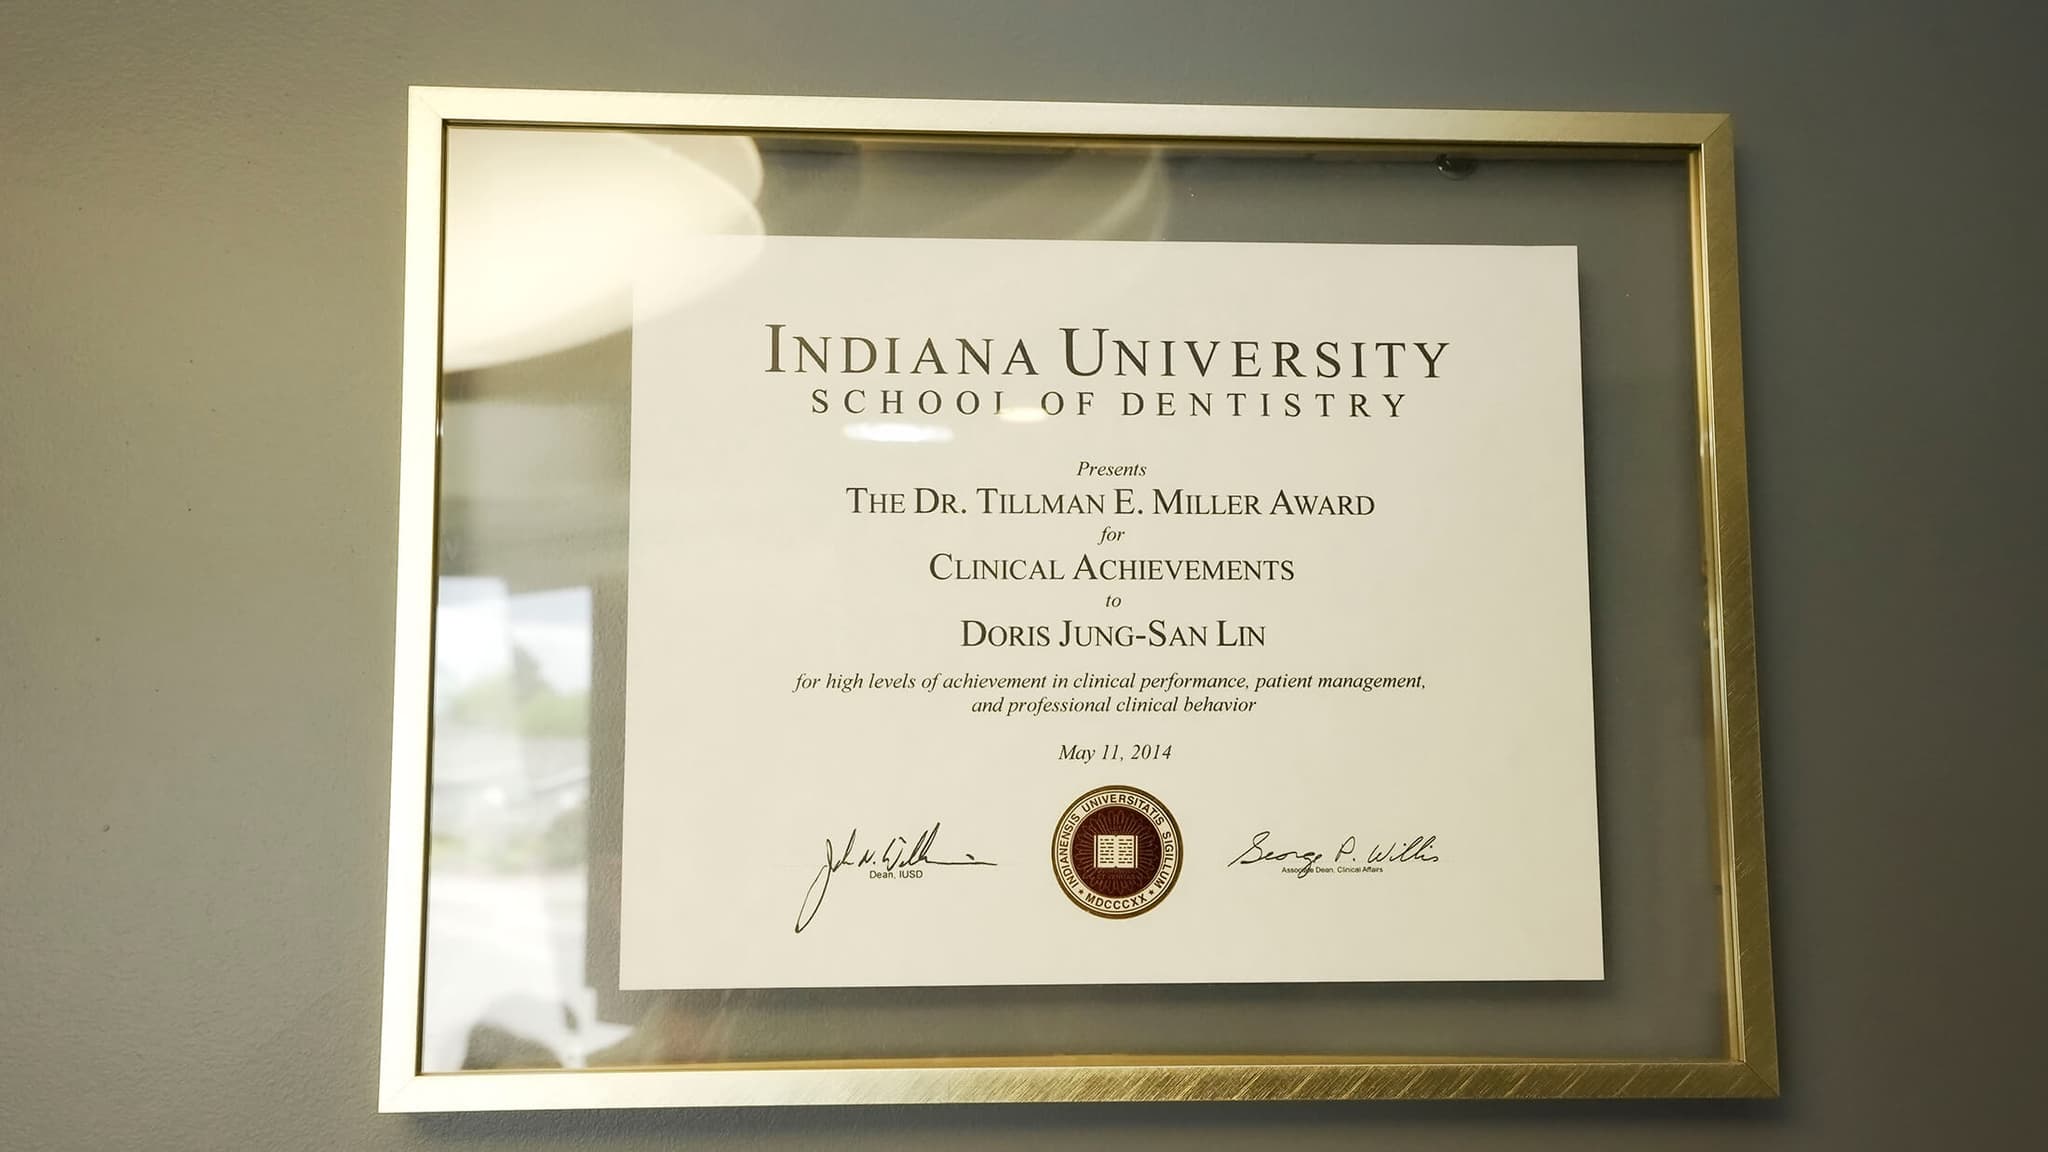 INDIANA UNIVERSITY
SCHOOL OF DENTISTRY
Presents
THE DR. TILLMAN E. MILLER AWARD
for
CLINICAL ACHIEVEMENTS
to
DORIS JUNG-SAN LIN
for high levels of achievement in clinical performance, patient management,
and professional clinical behavior
May 11, 2014
INDIANENSIS UNIVERSITATIS SIGILLUM
MDCCCXX
John N. Williams
Dean, IUSD
George P. Willis
Associate Dean, Clinical Affairs